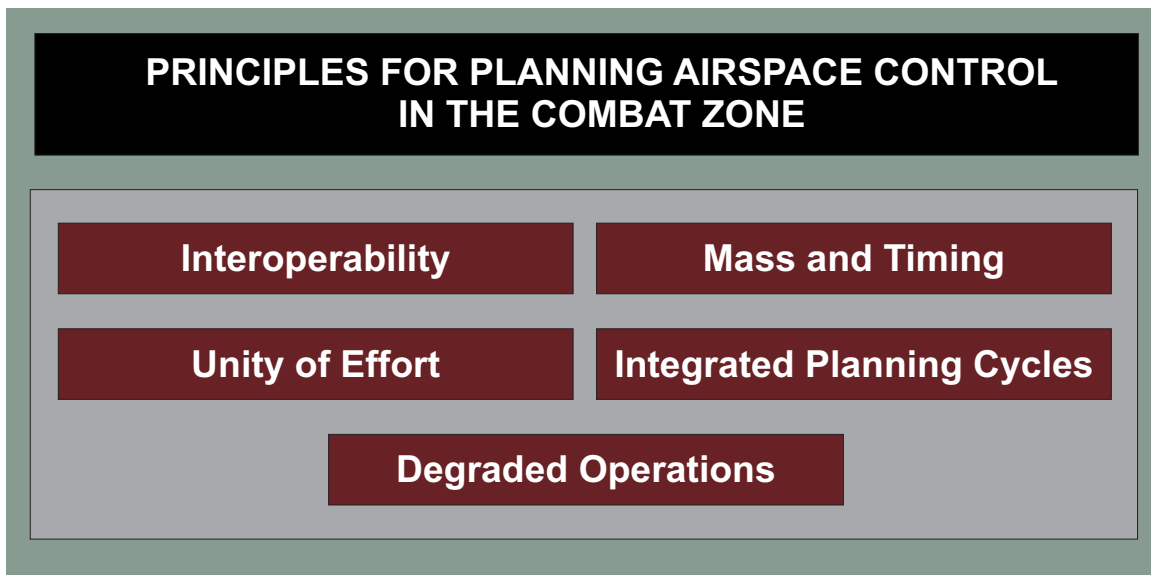 PRINCIPLES FOR PLANNING AIRSPACE CONTROL
IN THE COMBAT ZONE
Interoperability
Mass and Timing
Unity of Effort
Integrated Planning Cycles
Degraded Operations